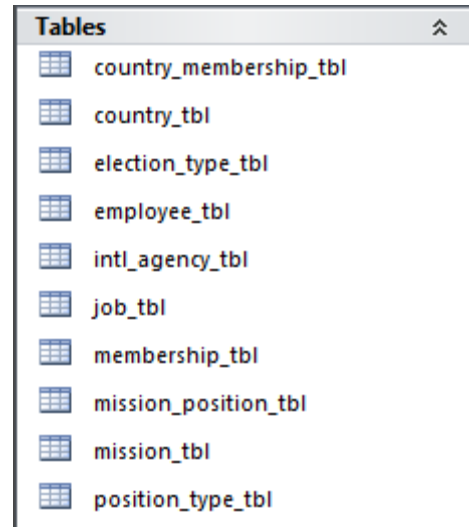 Tables
country_membership_tbl
country_tbl
election_type_tbl
employee_tbl
intl_agency_tbl
job_tbl
membership_tbl
mission_position_tbl
mission_tbl
position_type_tbl